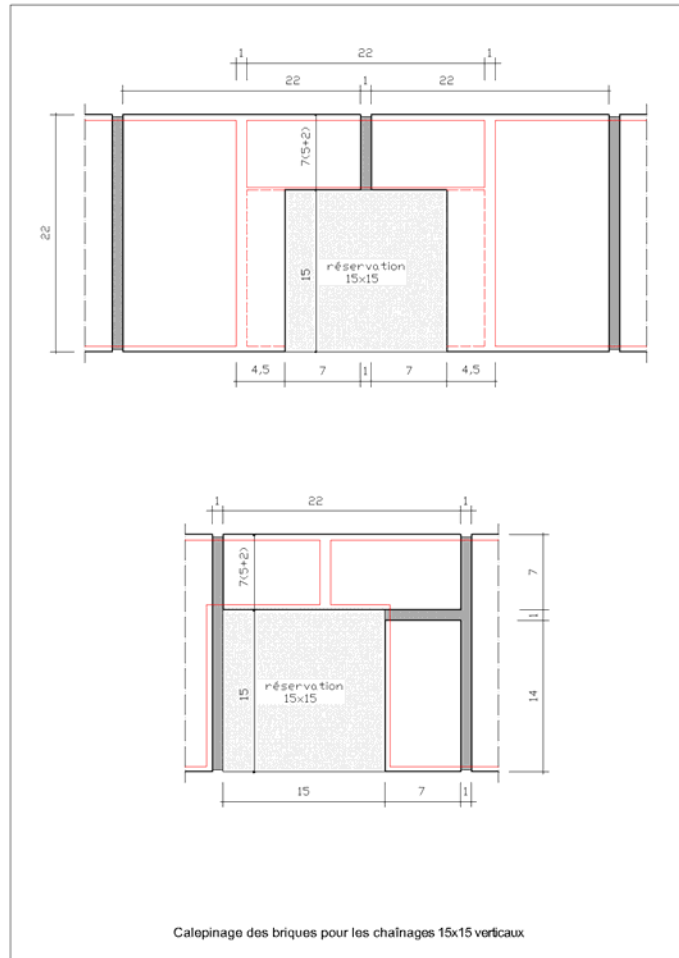 1 22 1
22 1 22
7(5+2)
22
15
réservation
15x15
4,5 7 1 7 4,5
1 22 1
7(5+2)
7
1
15
réservation
15x15
14
15 7 1
Calepinage des briques pour les chaînages 15x15 verticaux